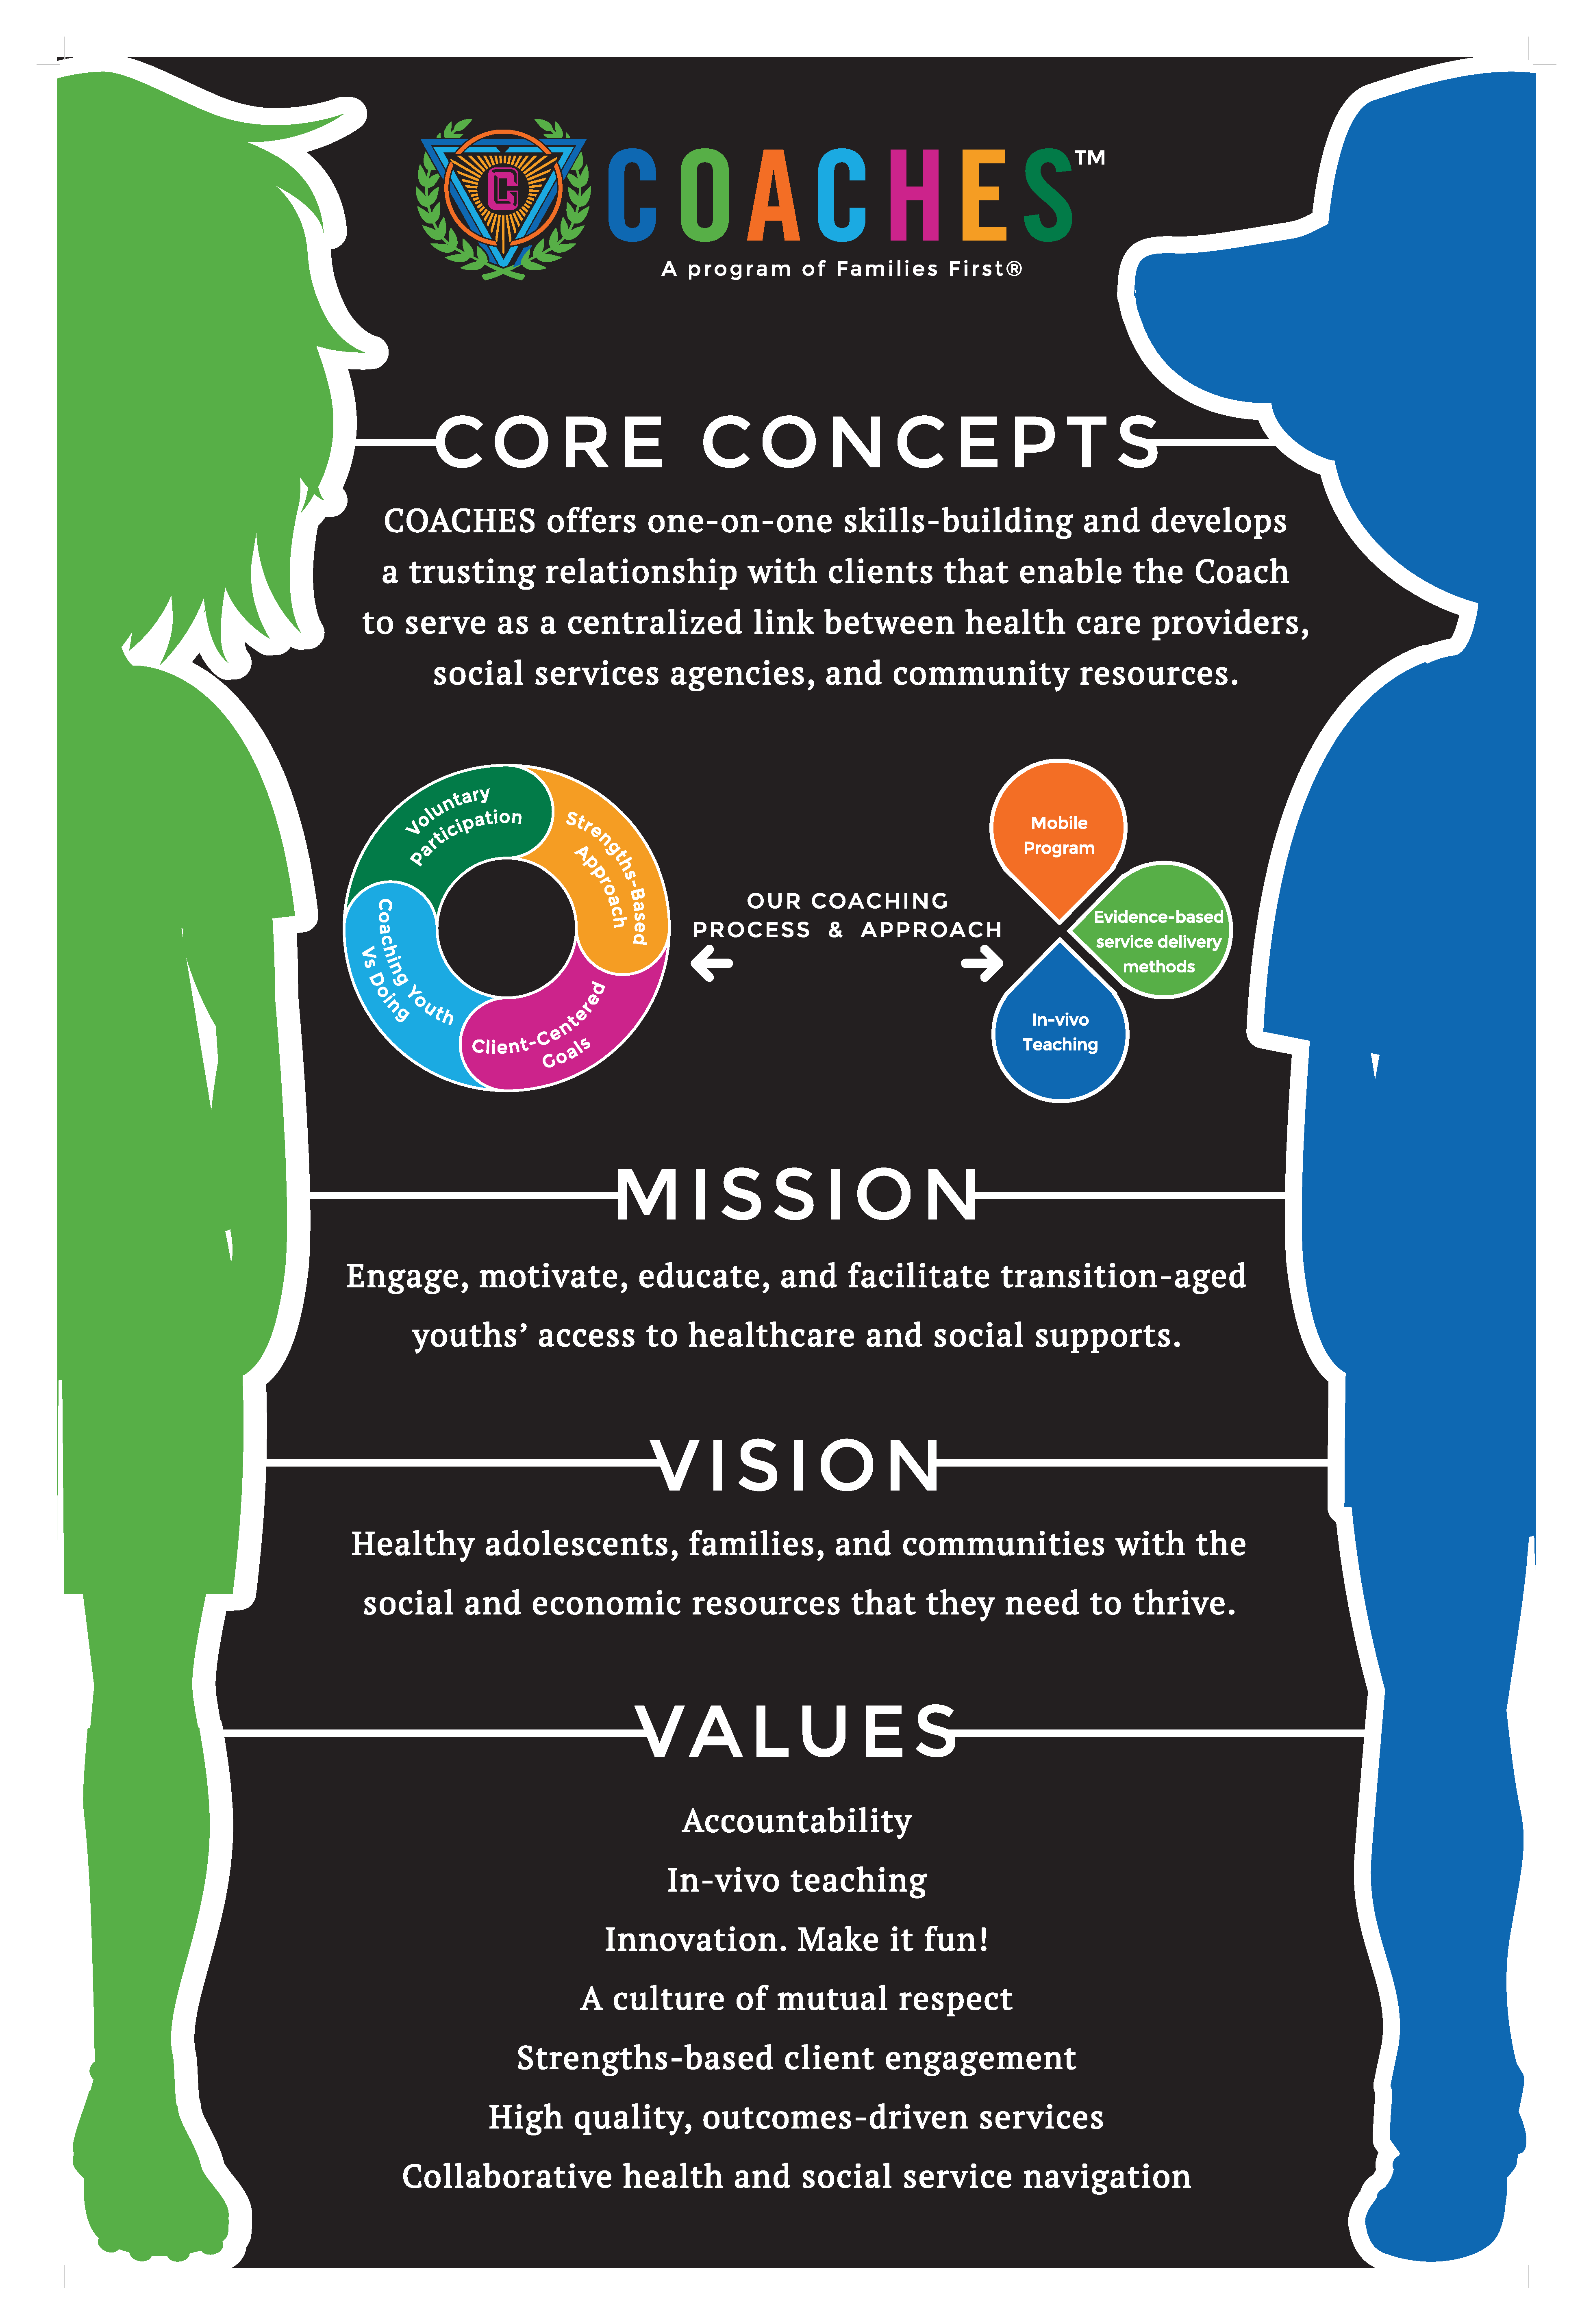 C
COACHES™
A program of Families First®
CORE CONCEPTS
COACHES offers one-on-one skills-building and develops
a trusting relationship with clients that enable the Coach
to serve as a centralized link between health care providers,
social services agencies, and community resources.
Voluntary
Participation
Strengths-Based
Approach
Client-Centered
Goals
Coaching Youth
Vs Doing
OUR COACHING
PROCESS & APPROACH
Mobile
Program
Evidence-based
service delivery
methods
In-vivo
Teaching
MISSION
Engage, motivate, educate, and facilitate transition-aged
youths’ access to healthcare and social supports.
VISION
Healthy adolescents, families, and communities with the
social and economic resources that they need to thrive.
VALUES
Accountability
In-vivo teaching
Innovation. Make it fun!
A culture of mutual respect
Strengths-based client engagement
High quality, outcomes-driven services
Collaborative health and social service navigation